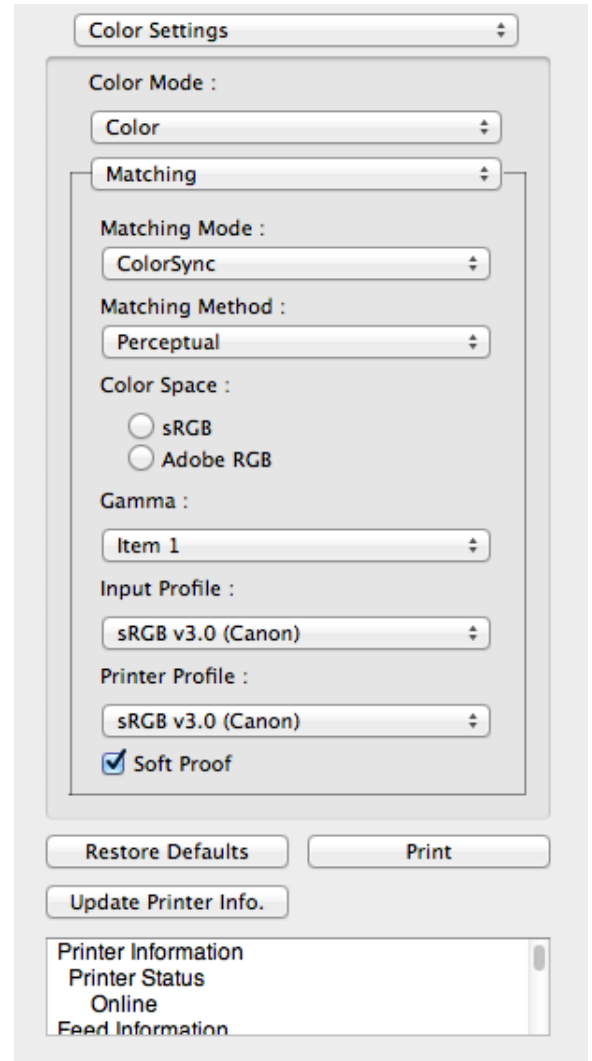 Color Settings
Color Mode :
Color
Matching
Matching Mode :
ColorSync
Matching Method :
Perceptual
Color Space :
sRGB
Adobe RGB
Gamma :
Item 1
Input Profile :
sRGB v3.0 (Canon)
Printer Profile :
sRGB v3.0 (Canon)
Soft Proof
Restore Defaults Print
Update Printer Info.
Printer Information
Printer Status
Online
Feed Information